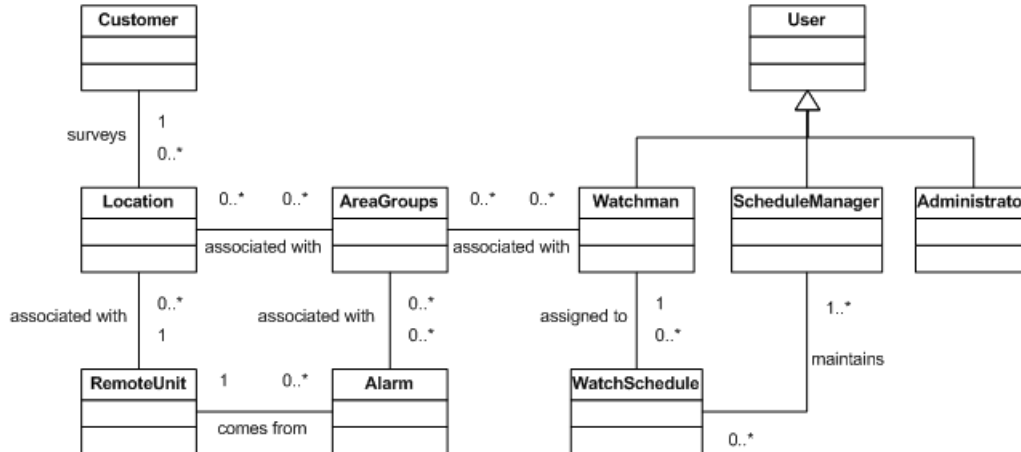 Customer
User
surveys
1
0..*
Location
0..*
0..*
AreaGroups
0..*
0..*
Watchman
ScheduleManager
Administrato
associated with
associated with
associated with
0..*
1
associated with
0..*
0..*
assigned to
1
0..*
1..*
maintains
RemoteUnit
1
0..*
Alarm
WatchSchedule
comes from
0..*